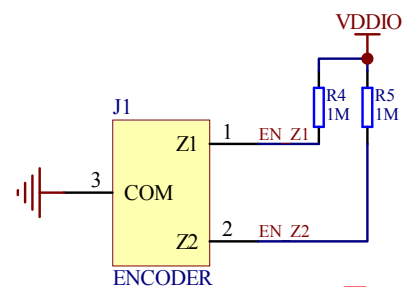 VDDIO
J1
R4
1M
R5
1M
Z1
1
EN_Z1
3
COM
Z2
2
EN_Z2
ENCODER